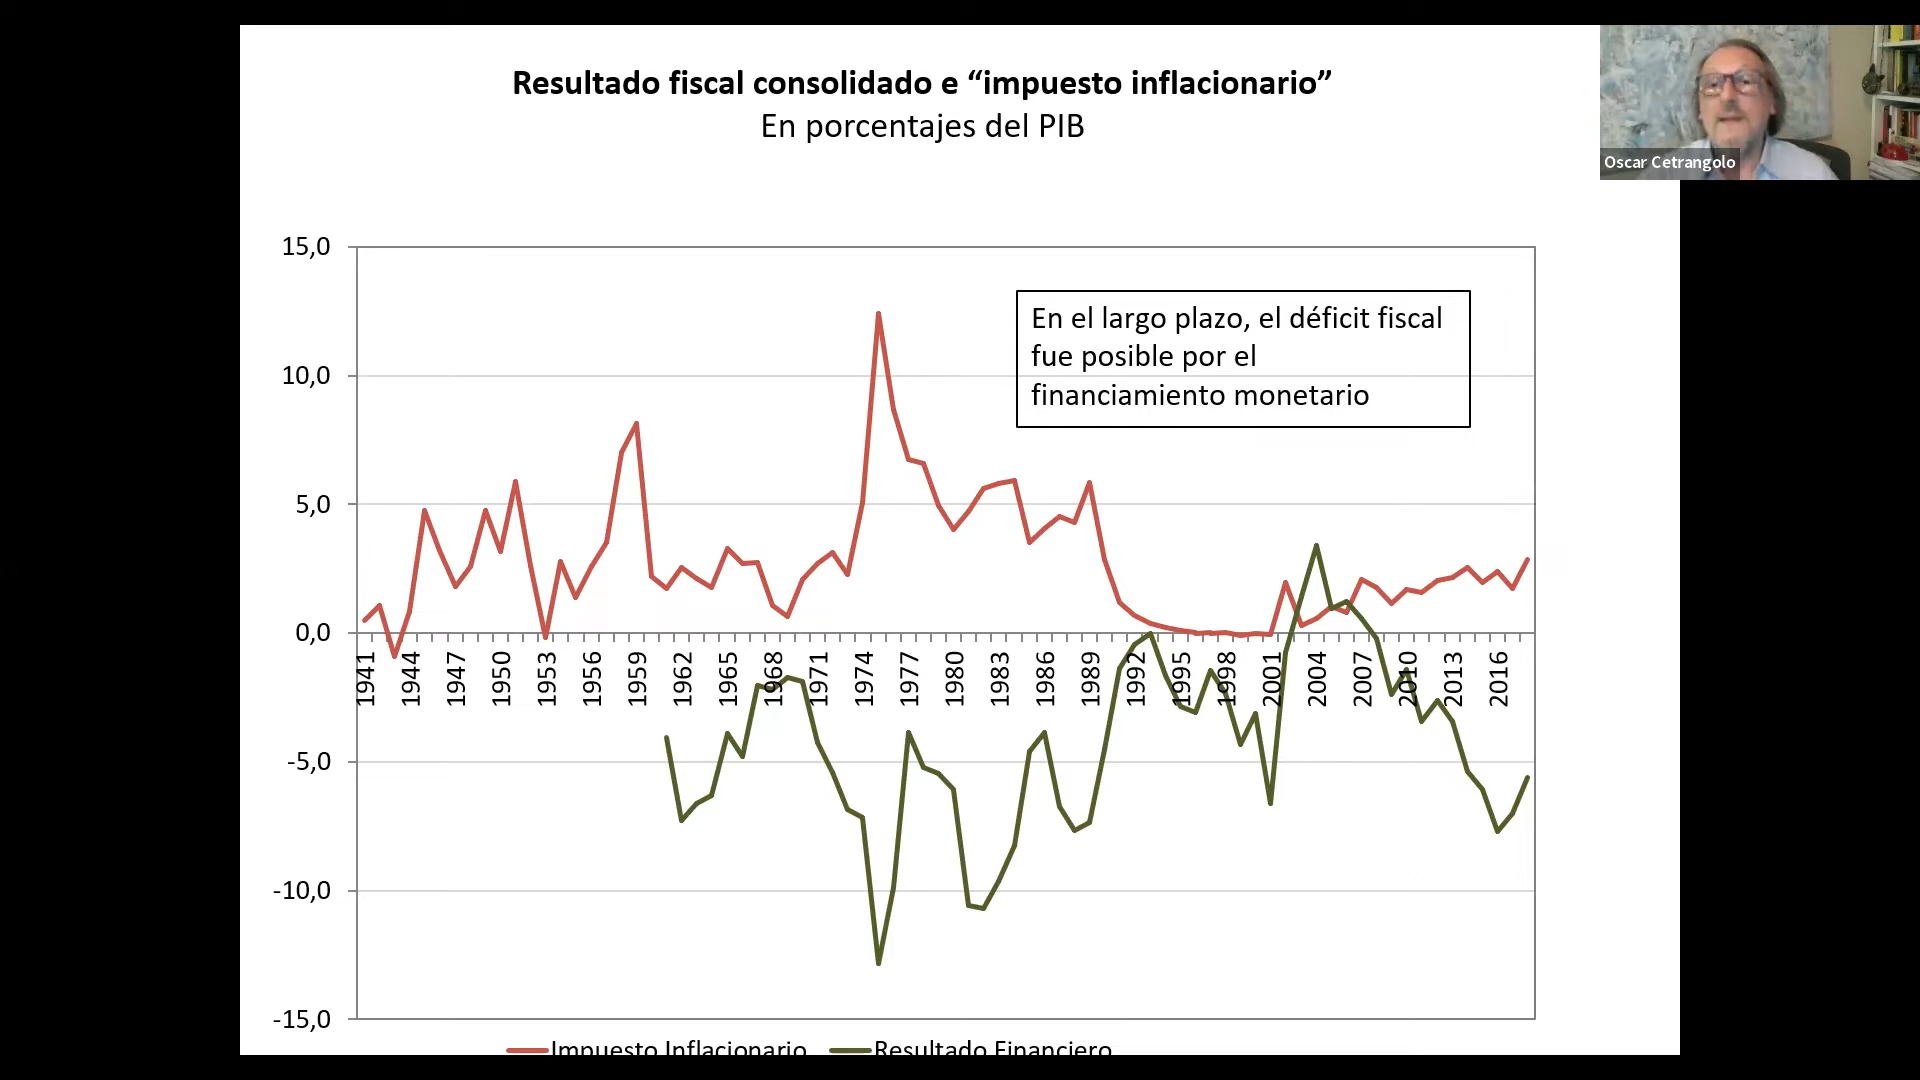 Resultado fiscal consolidado e “impuesto inflacionario”
En porcentajes del PIB
Oscar Cetrangolo
15,0
10,0
5,0
0,0
-5,0
-10,0
-15,0
En el largo plazo, el déficit fiscal
fue posible por el
financiamiento monetario
1941 1944 1947 1950 1953 1956 1959 1962 1965 1968 1971 1974 1977 1980 1983 1986 1989 1992 1995 1998 2001 2004 2007 2010 2013 2016
Impuesto Inflacionario Resultado Financiero